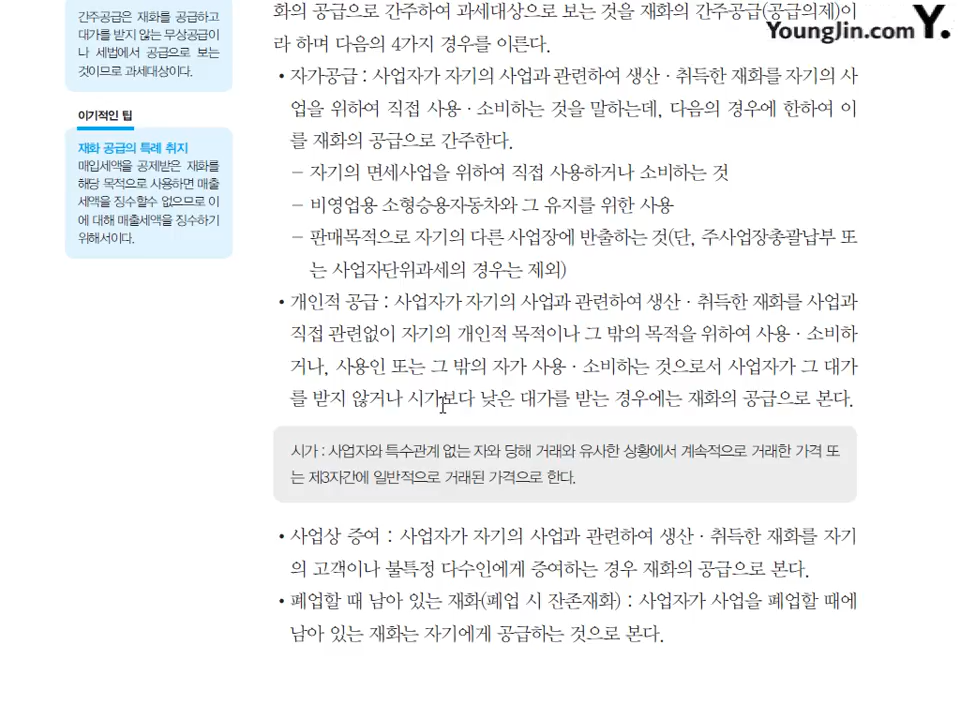 간주공급은 재화를 공급하고
대가를 받지 않는 무상공급이
나 세법에서 공급으로 보는
것이므로 과세대상이다.
이기적인 팁
재화 공급의 특례 취지
매입세액을 공제받은 재화를
해당 목적으로 사용하면 매출
세액을 징수할수 없으므로 이
에 대해 매출세액을 징수하기
위해서이다.
YoungJin.com Y.
화의 공급으로 간주하여 과세대상으로 보는 것을 재화의 간주공급(공급의제)이
라 하며 다음의 4가지 경우를 이른다.
• 자가공급 : 사업자가 자기의 사업과 관련하여 생산 · 취득한 재화를 자기의 사
업을 위하여 직접 사용 · 소비하는 것을 말하는데, 다음의 경우에 한하여 이
를 재화의 공급으로 간주한다.
– 자기의 면세사업을 위하여 직접 사용하거나 소비하는 것
– 비영업용 소형승용자동차와 그 유지를 위한 사용
– 판매목적으로 자기의 다른 사업장에 반출하는 것(단, 주사업장총괄납부 또
는 사업자단위과세의 경우는 제외)
• 개인적 공급 : 사업자가 자기의 사업과 관련하여 생산 · 취득한 재화를 사업과
직접 관련없이 자기의 개인적 목적이나 그 밖의 목적을 위하여 사용 · 소비하
거나, 사용인 또는 그 밖의 자가 사용 · 소비하는 것으로서 사업자가 그 대가
를 받지 않거나 시가보다 낮은 대가를 받는 경우에는 재화의 공급으로 본다.
시가 : 사업자와 특수관계 없는 자와 당해 거래와 유사한 상황에서 계속적으로 거래한 가격 또
는 제3자간에 일반적으로 거래된 가격으로 한다.
• 사업상 증여 : 사업자가 자기의 사업과 관련하여 생산 · 취득한 재화를 자기
의 고객이나 불특정 다수인에게 증여하는 경우 재화의 공급으로 본다.
• 폐업할 때 남아 있는 재화(폐업 시 잔존재화) : 사업자가 사업을 폐업할 때에
남아 있는 재화는 자기에게 공급하는 것으로 본다.